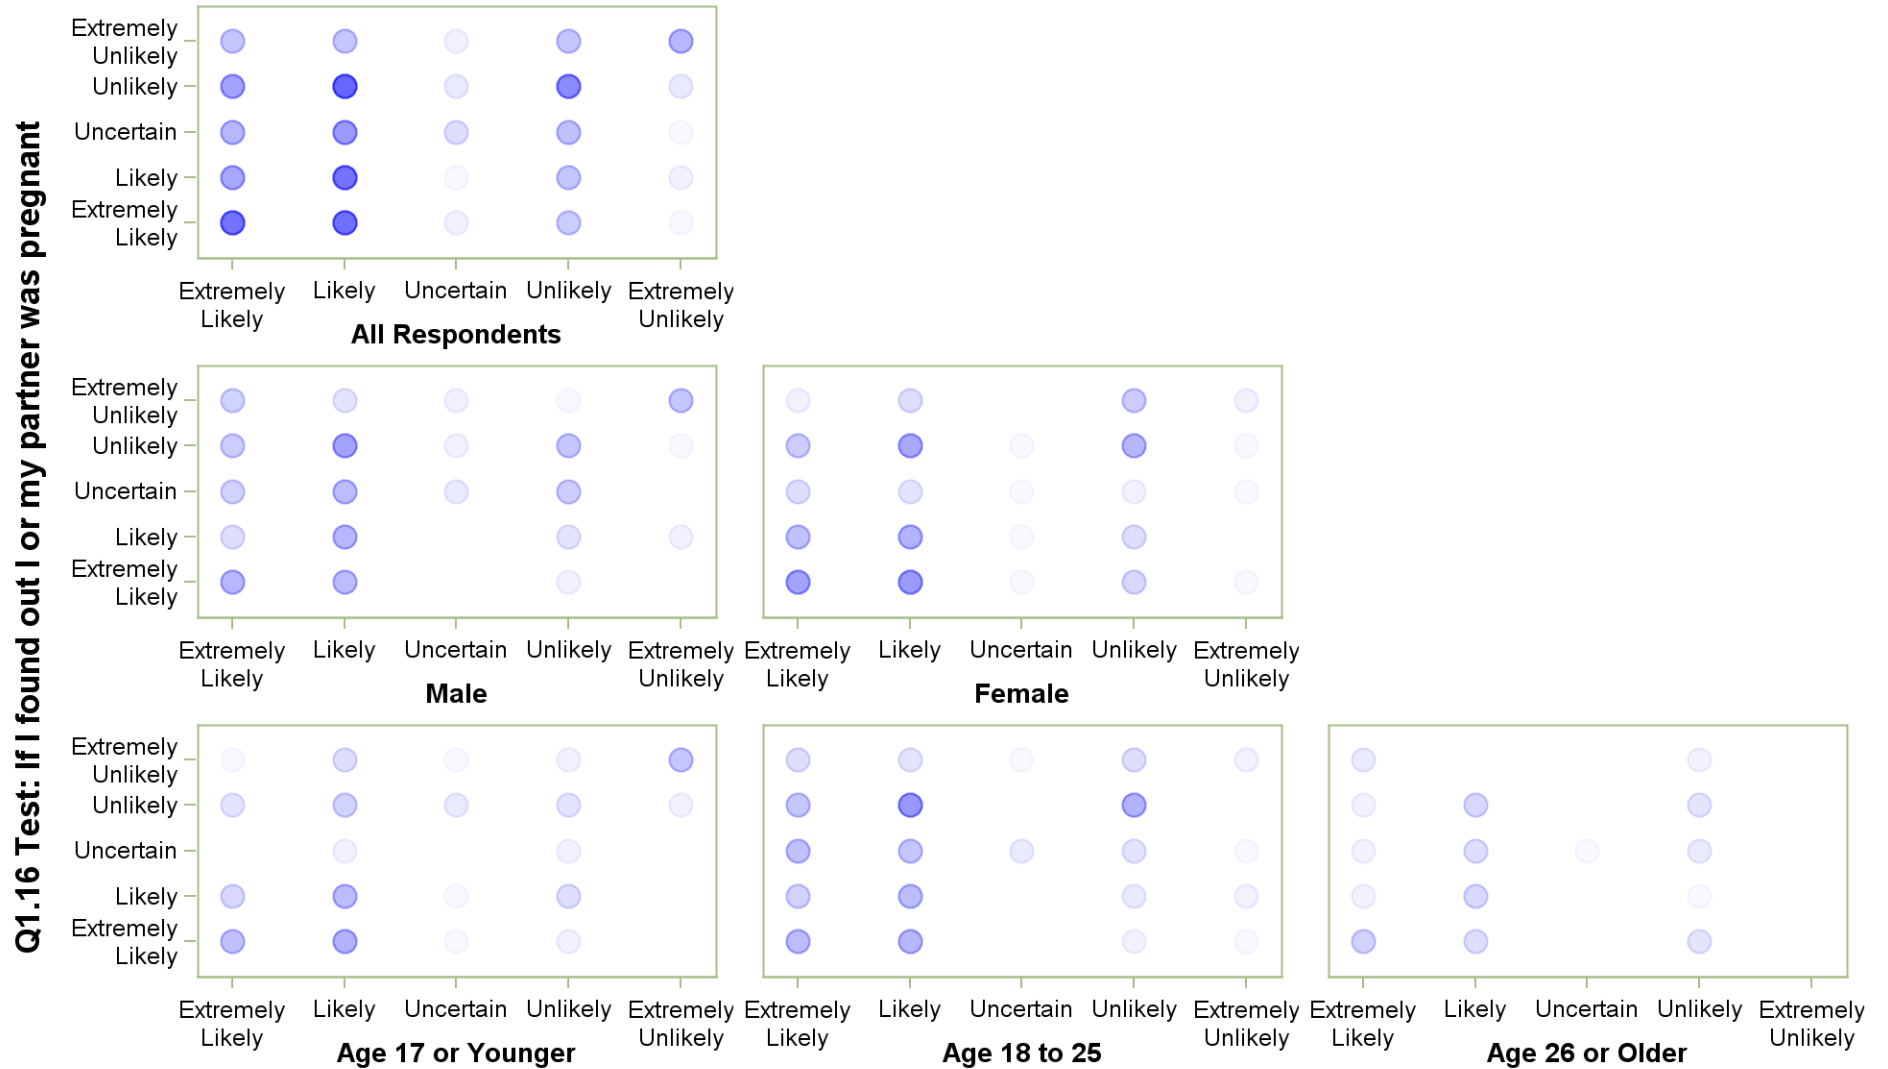 Q1.16 Test: If I found out I or my partner was pregnant
Extremely
Unlikely
Unlikely
Uncertain
Likely
Extremely
Likely
Extremely Likely Uncertain Unlikely Extremely
Likely Unlikely
All Respondents
Extremely
Unlikely
Unlikely
Uncertain
Likely
Extremely
Likely
Extremely Likely Uncertain Unlikely Extremely
Likely Unlikely
Male
Extremely Likely Uncertain Unlikely Extremely
Likely Unlikely
Female
Extremely
Unlikely
Unlikely
Uncertain
Likely
Extremely
Likely
Extremely Likely Uncertain Unlikely Extremely
Likely Unlikely
Age 17 or Younger
Extremely Likely Uncertain Unlikely Extremely
Likely Unlikely
Age 18 to 25
Extremely Likely Uncertain Unlikely Extremely
Likely Unlikely
Age 26 or Older